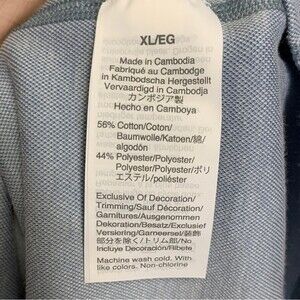 XL/EG
Made in Cambodia
Fabriqué au Cambodge
in Kambodscha Hergestellt
Vervaardigd in Cambodja
カンボジア製
Hecho en Camboya
56% Cotton/Coton/
Baumwolle/Katoen/綿/
algodón
44% Polyester/Polyester/
Polyester/Polyester/ポリ
エステル/poliéster
Exclusive Of Decoration/
Trimming/Sauf Décoration/
Garnitures/Ausgenommen
Dekoration/Besatz/Exclusief
Versiering/Garneersel/装飾
部分を除く/トリム部/No
Incluye Decoración/Ribete
Machine wash cold. With
like colors. Non-chlorine